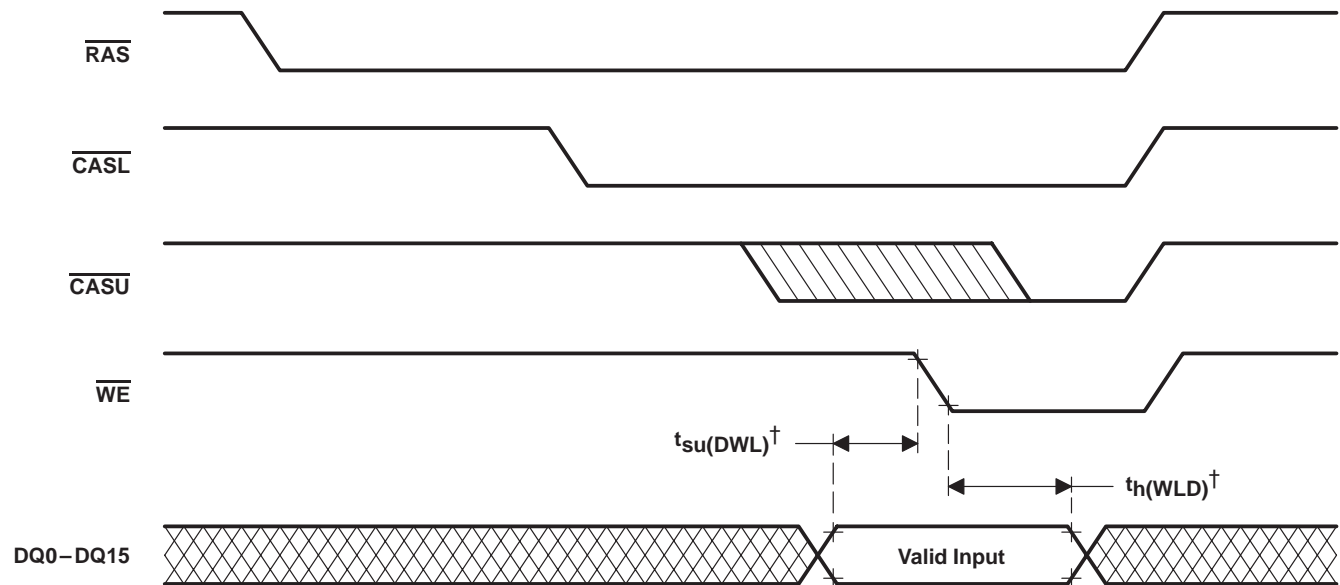 RAS
CASL
CASU
WE
tsu(DWL)†
th(WLD)†
DQ0–DQ15
Valid Input